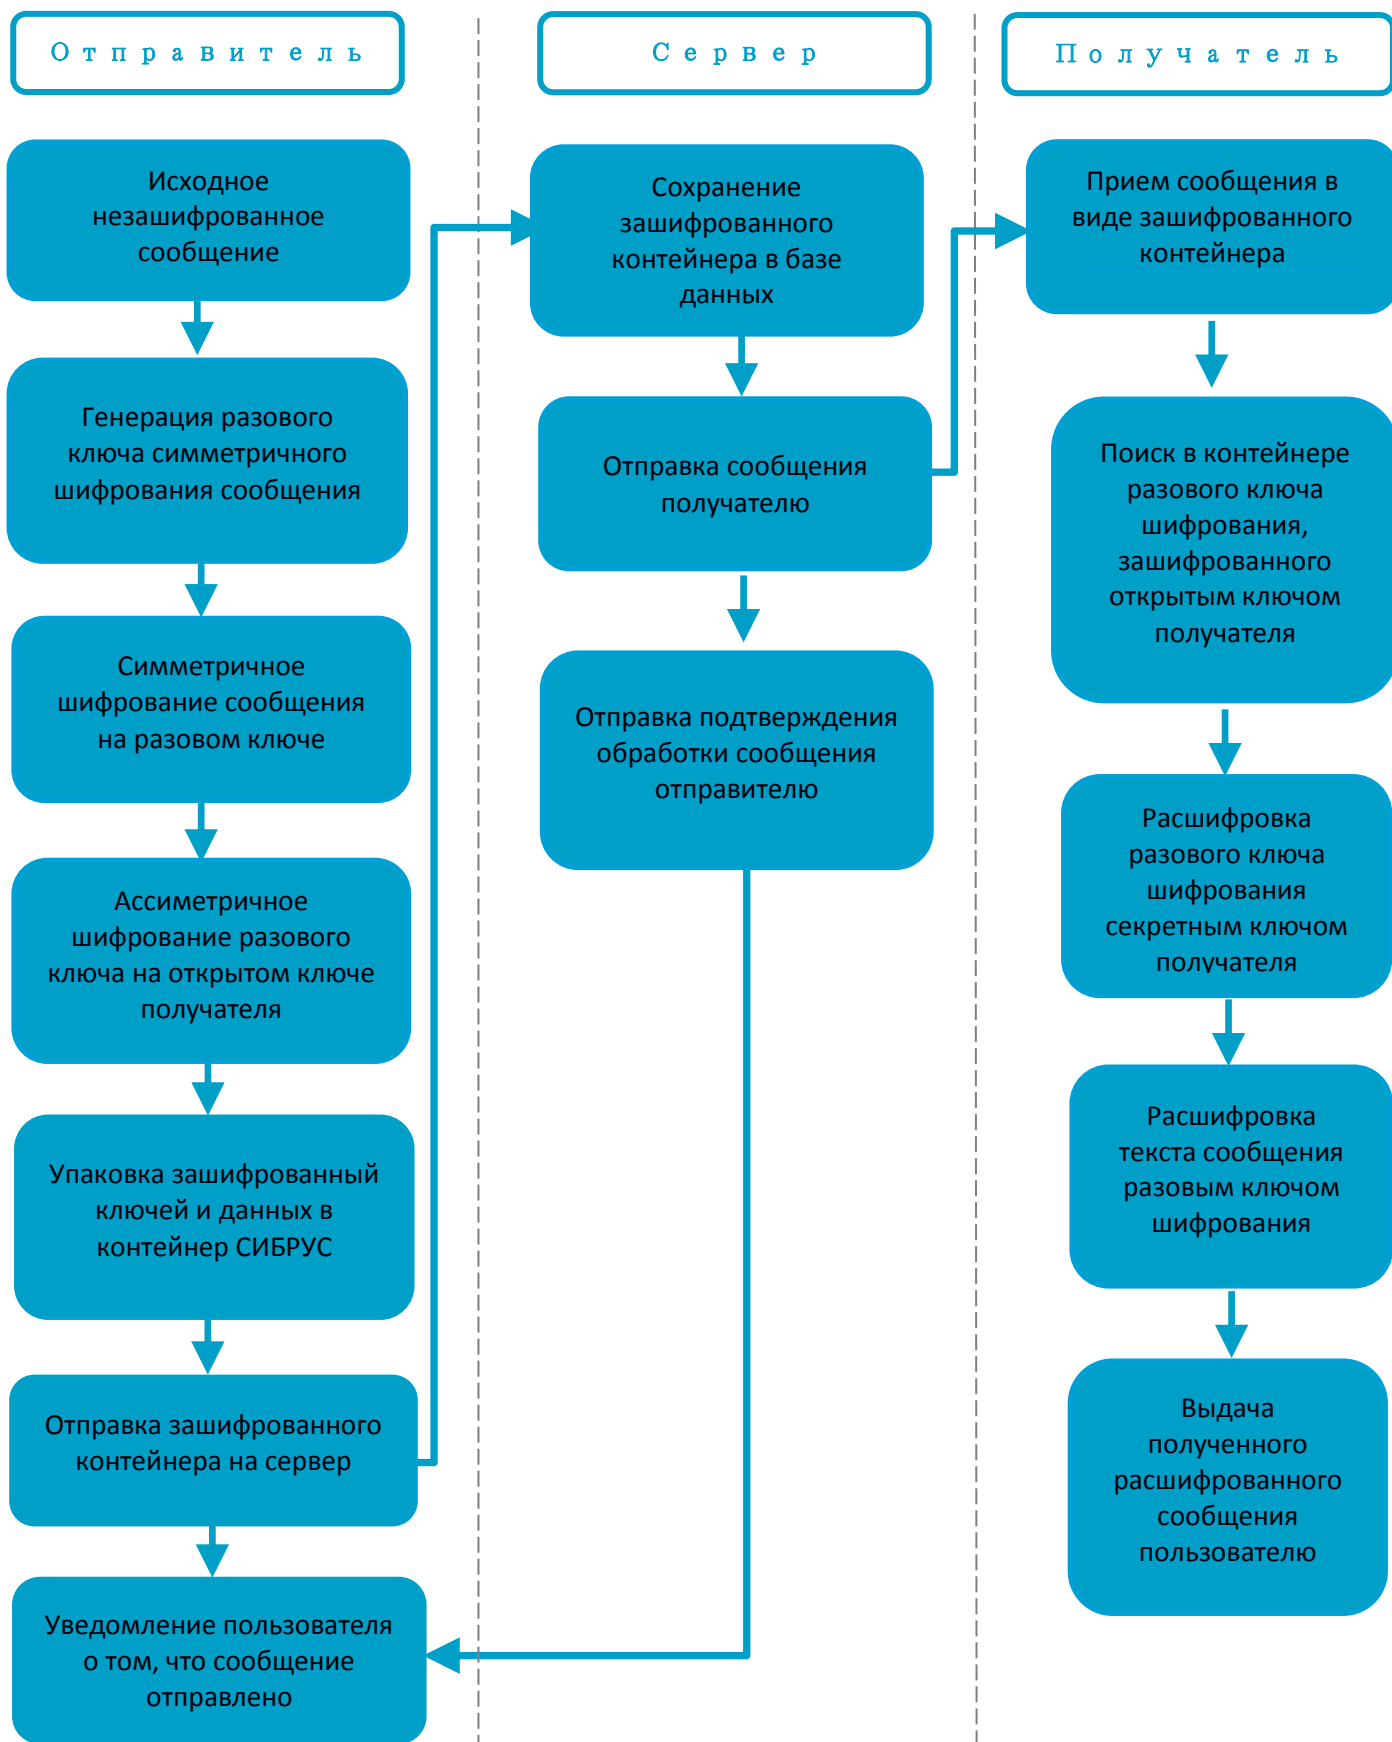 Отправитель
Исходное
незашифрованное
сообщение
Генерация разового
ключа симметричного
шифрования сообщения
Симметричное
шифрование сообщения
на разовом ключе
Ассиметричное
шифрование разового
ключа на открытом ключе
получателя
Упаковка зашифрованный
ключей и данных в
контейнер СИБРУС
Отправка зашифрованного
контейнера на сервер
Уведомление пользователя
о том, что сообщение
отправлено
Сервер
Сохранение
зашифрованного
контейнера в базе
данных
Отправка сообщения
получателю
Отправка подтверждения
обработки сообщения
отправителю
Получатель
Прием сообщения в
виде зашифрованного
контейнера
Поиск в контейнере
разового ключа
шифрования,
зашифрованного
открытым ключом
получателя
Расшифровка
разового ключа
шифрования
секретным ключом
получателя
Расшифровка
текста сообщения
разовым ключом
шифрования
Выдача
полученного
расшифрованного
сообщения
пользователю